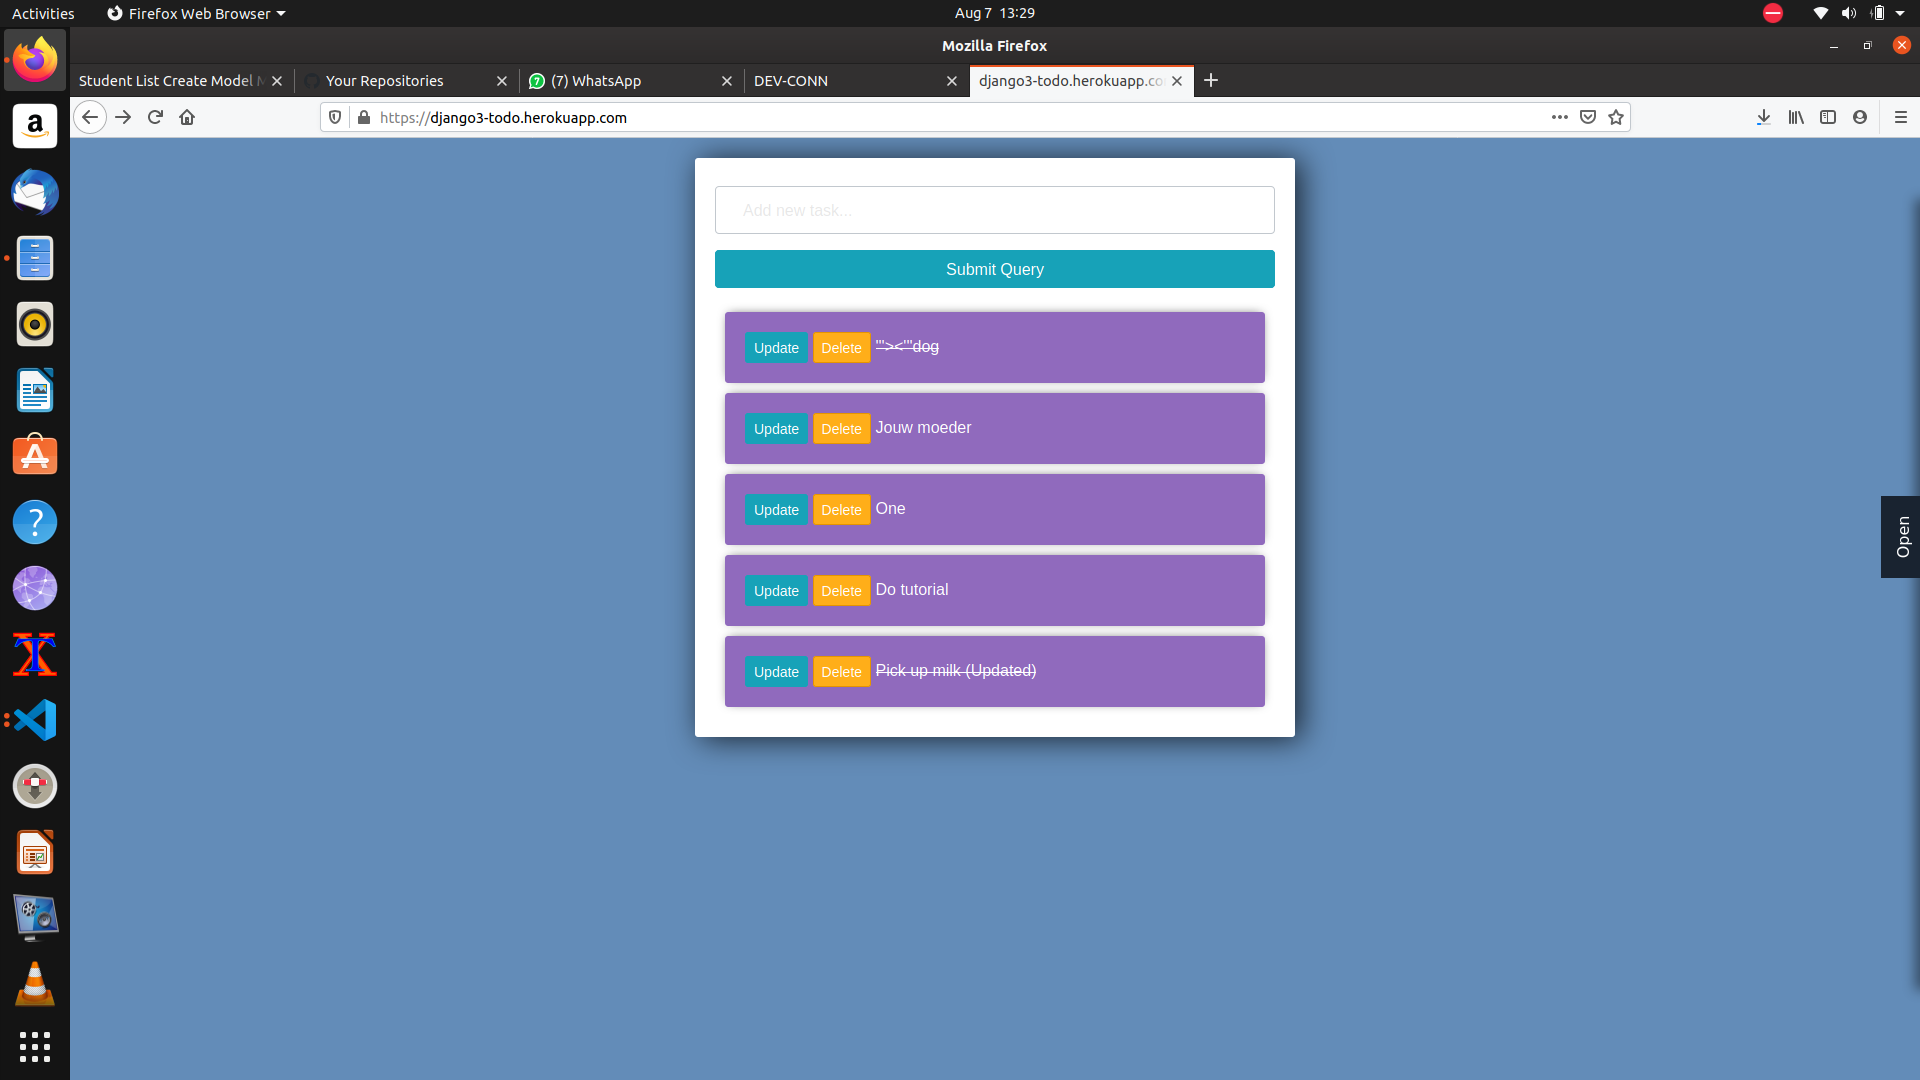 Activities
Firefox Web Browser
Aug 7 13:29
Mozilla Firefox
Student List Create Model
Your Repositories
(7) WhatsApp
DEV-CONN
django3-todo.herokuapp.co
https://django3-todo.herokuapp.com
Add new task...
Submit Query
Update Delete '"><'"dog
Update Delete Jouw moeder
Update Delete One
Update Delete Do tutorial
Update Delete Pick up milk (Updated)
Open